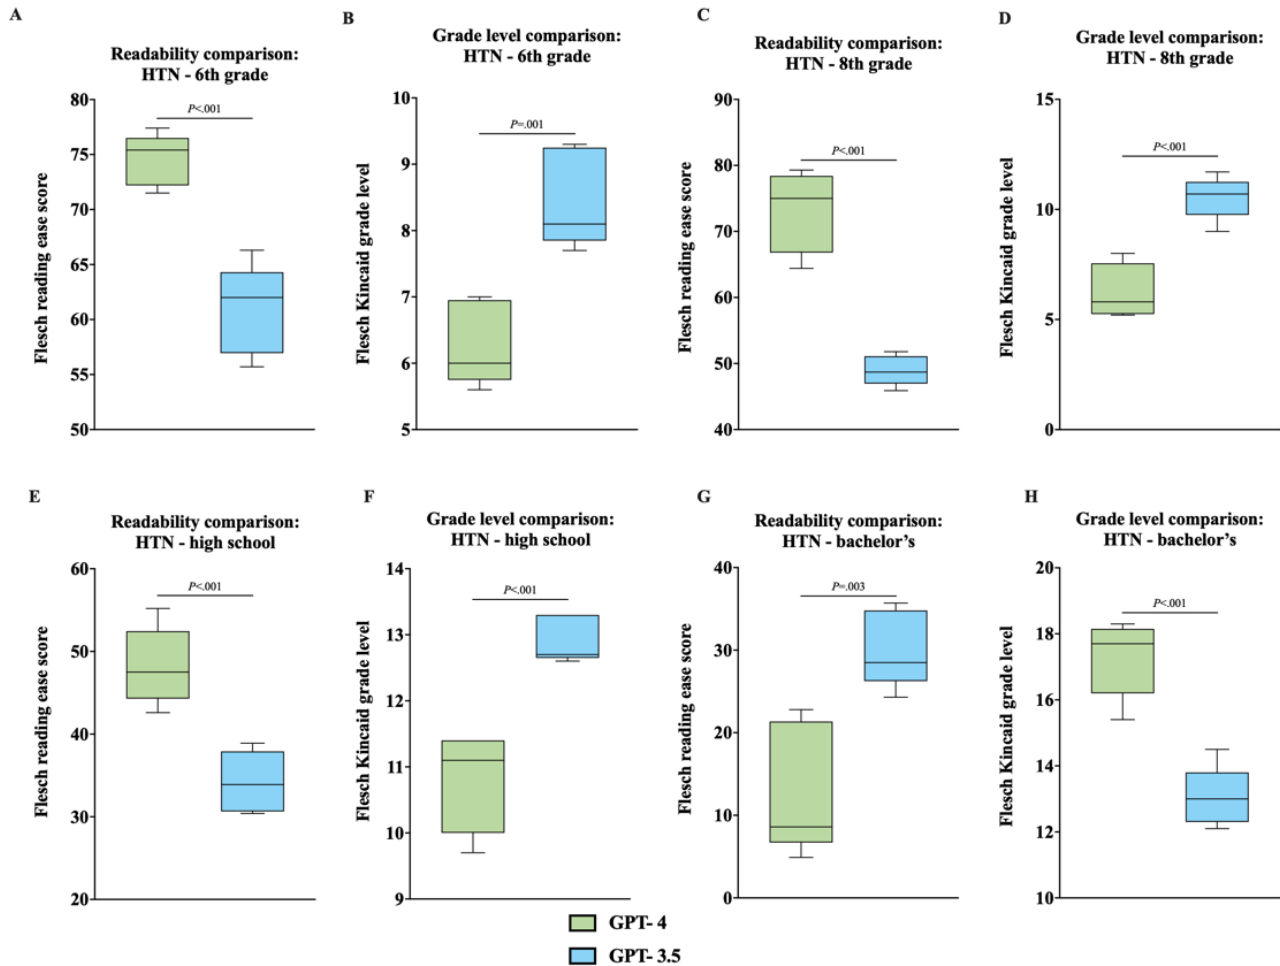 A
Readability comparison:
HTN - 6th grade
Flesch reading ease score
80
75
70
65
60
55
50
P<.001
B
Grade level comparison:
HTN - 6th grade
Flesch Kincaid grade level
10
9
8
7
6
5
P=.001
C
Readability comparison:
HTN - 8th grade
Flesch reading ease score
90
80
70
60
50
40
P<.001
D
Grade level comparison:
HTN - 8th grade
Flesch Kincaid grade level
15
10
5
0
P<.001
E
Readability comparison:
HTN - high school
Flesch reading ease score
60
50
40
30
20
P<.001
F
Grade level comparison:
HTN - high school
Flesch Kincaid grade level
14
13
12
11
10
9
P<.001
G
Readability comparison:
HTN - bachelor’s
Flesch reading ease score
40
30
20
10
0
P=.003
H
Grade level comparison:
HTN - bachelor’s
Flesch Kincaid grade level
20
18
16
14
12
10
P<.001
GPT- 4
GPT- 3.5